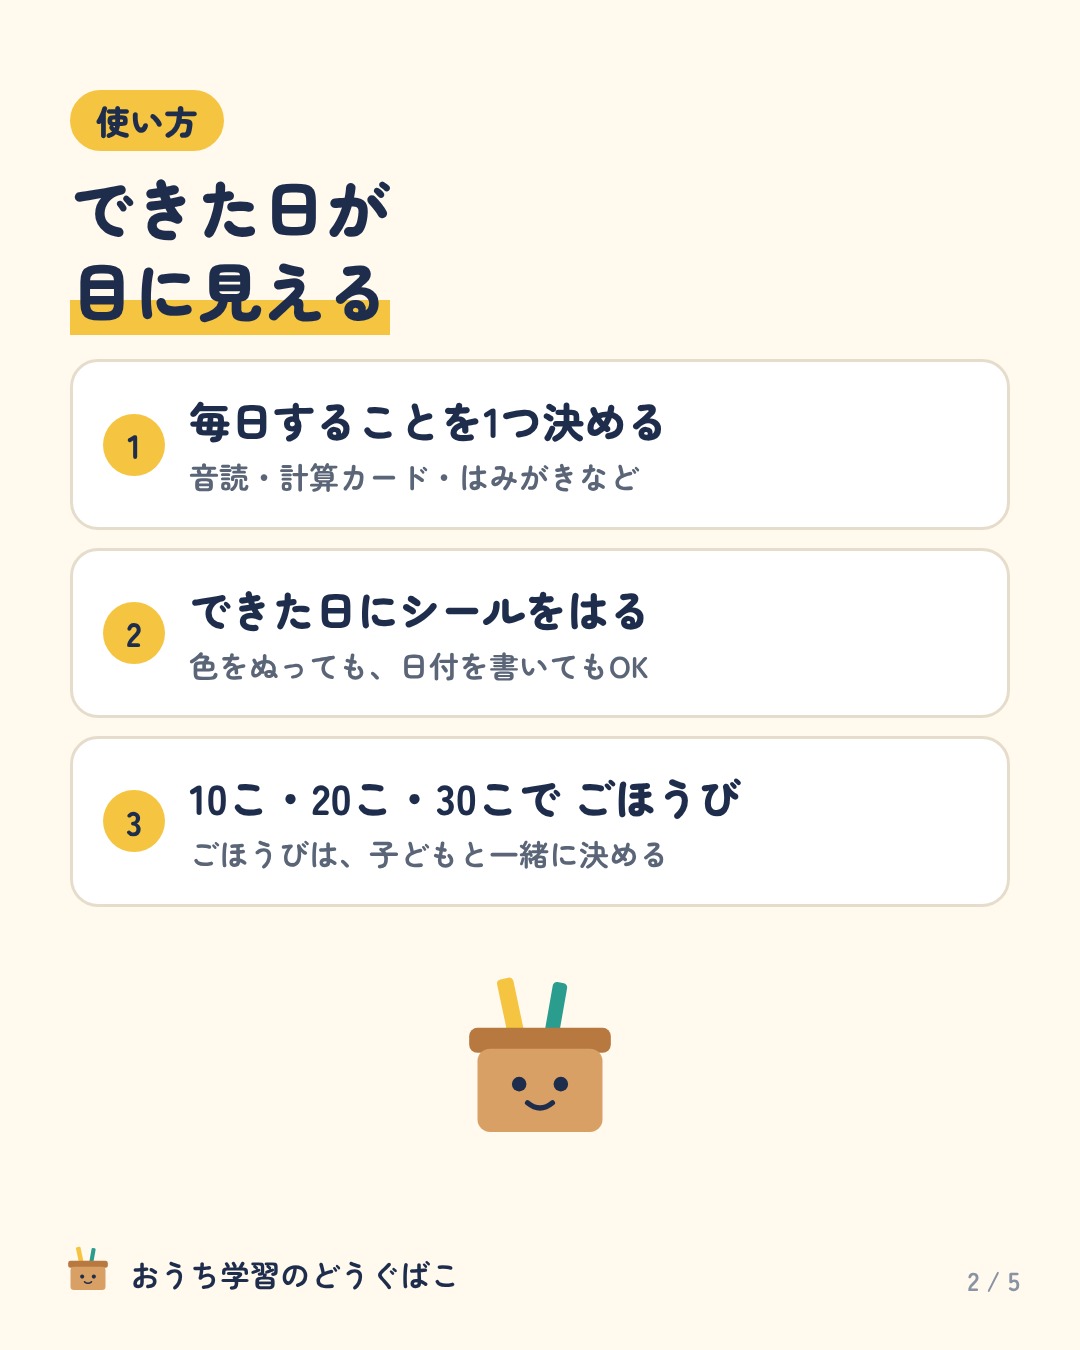 使い方
できた日が
目に見える
1
毎日することを1つ決める
音読・計算カード・はみがきなど
2
できた日にシールをはる
色をぬっても、日付を書いてもOK
3
10こ・20こ・30こで ごほうび
ごほうびは、子どもと一緒に決める
おうち学習のどうぐばこ
2 / 5